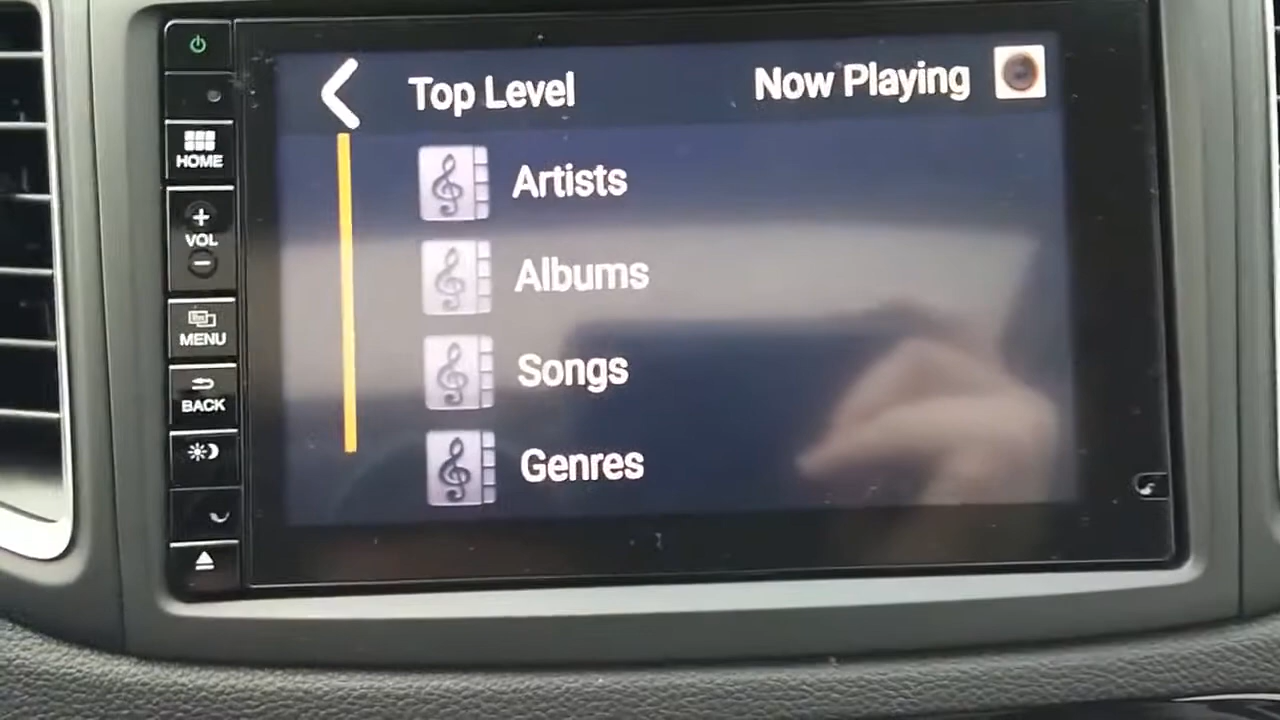 Top Level
Now Playing
Artists
Albums
Songs
Genres
HOME
+
VOL
−
MENU
BACK